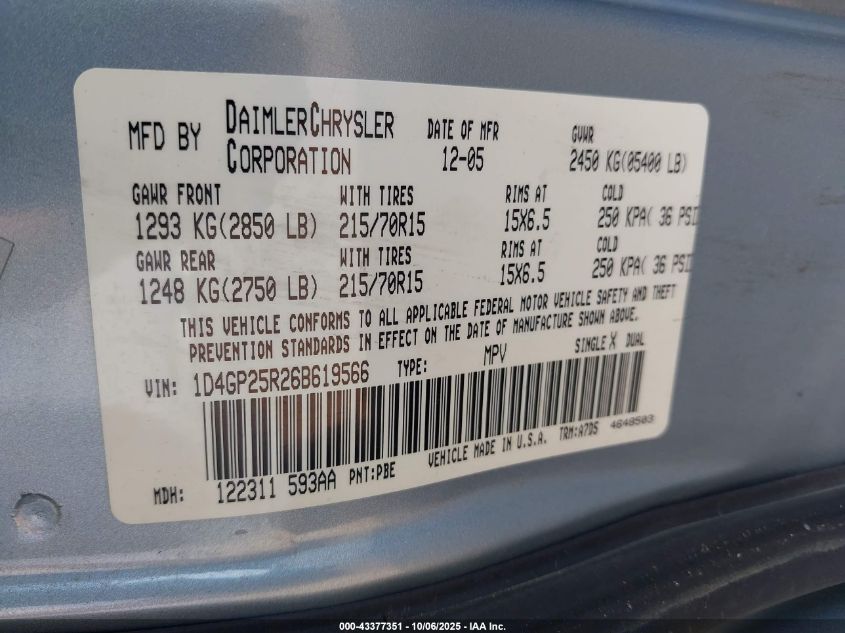 MFD BY DAIMLERCHRYSLER CORPORATION DATE OF MFR 12-05 GVWR 2450 KG(05400 LB)
GAWR FRONT WITH TIRES RIMS AT COLD
1293 KG(2850 LB) 215/70R15 15X6.5 250 KPA( 36 PSI
GAWR REAR WITH TIRES RIMS AT COLD
1248 KG(2750 LB) 215/70R15 15X6.5 250 KPA( 36 PSI
THIS VEHICLE CONFORMS TO ALL APPLICABLE FEDERAL MOTOR VEHICLE SAFETY AND THEFT
PREVENTION STANDARDS IN EFFECT ON THE DATE OF MANUFACTURE SHOWN ABOVE.
VIN: 1D4GP25R26B619566 TYPE: MPV SINGLE X DUAL
MDH: 122311 593AA PNT:PBE VEHICLE MADE IN U.S.A. TRM:A7DS 4648503
000-43377351 - 10/06/2025 - IAA Inc.